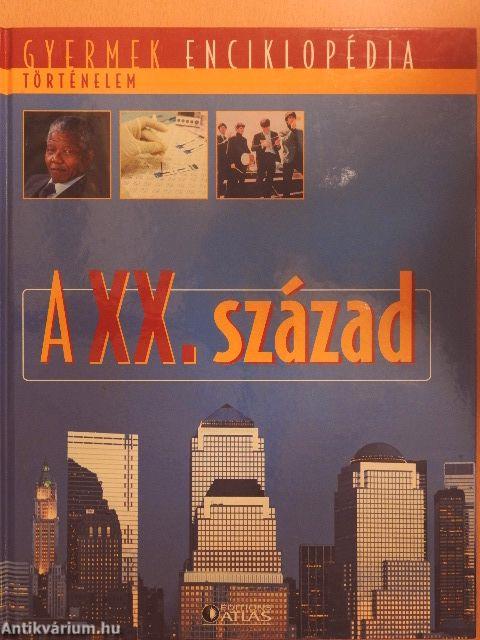 GYERMEK ENCIKLOPÉDIA
TÖRTÉNELEM
A XX. század
EDITIONS
ATLAS
Antikvárium.hu